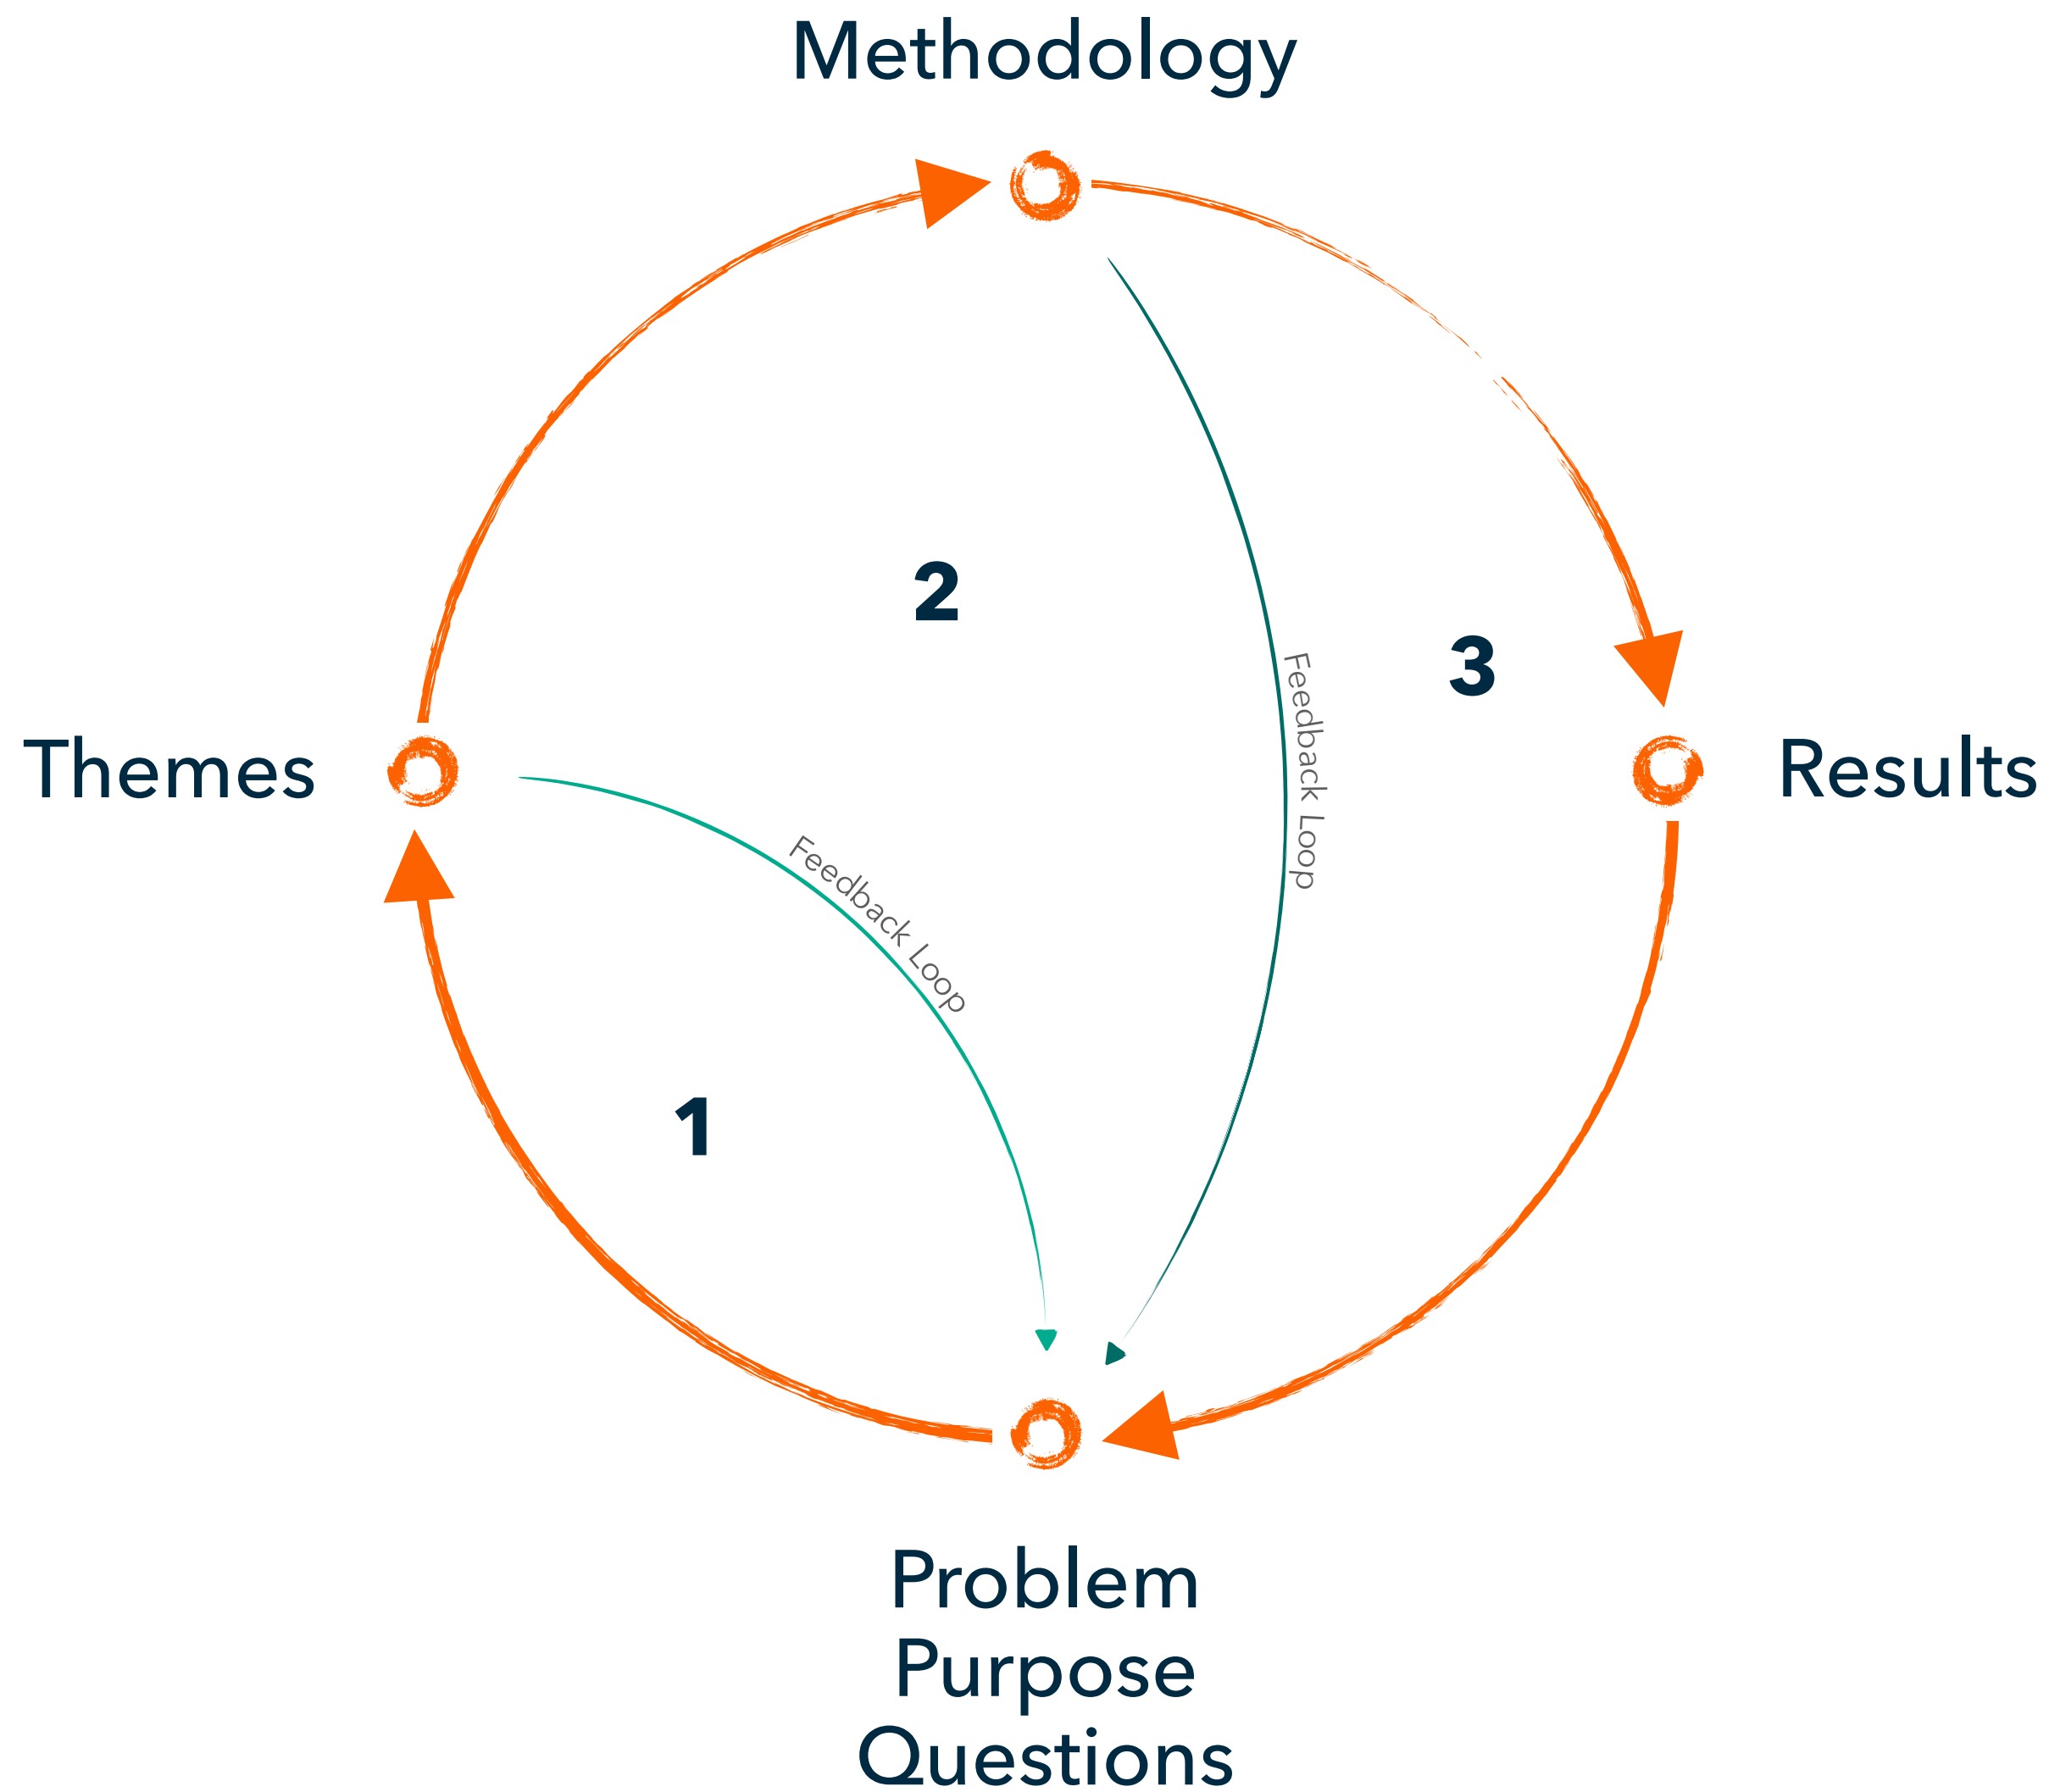 Methodology
2
3
Feedback Loop
Themes
Results
Feedback Loop
1
Problem
Purpose
Questions